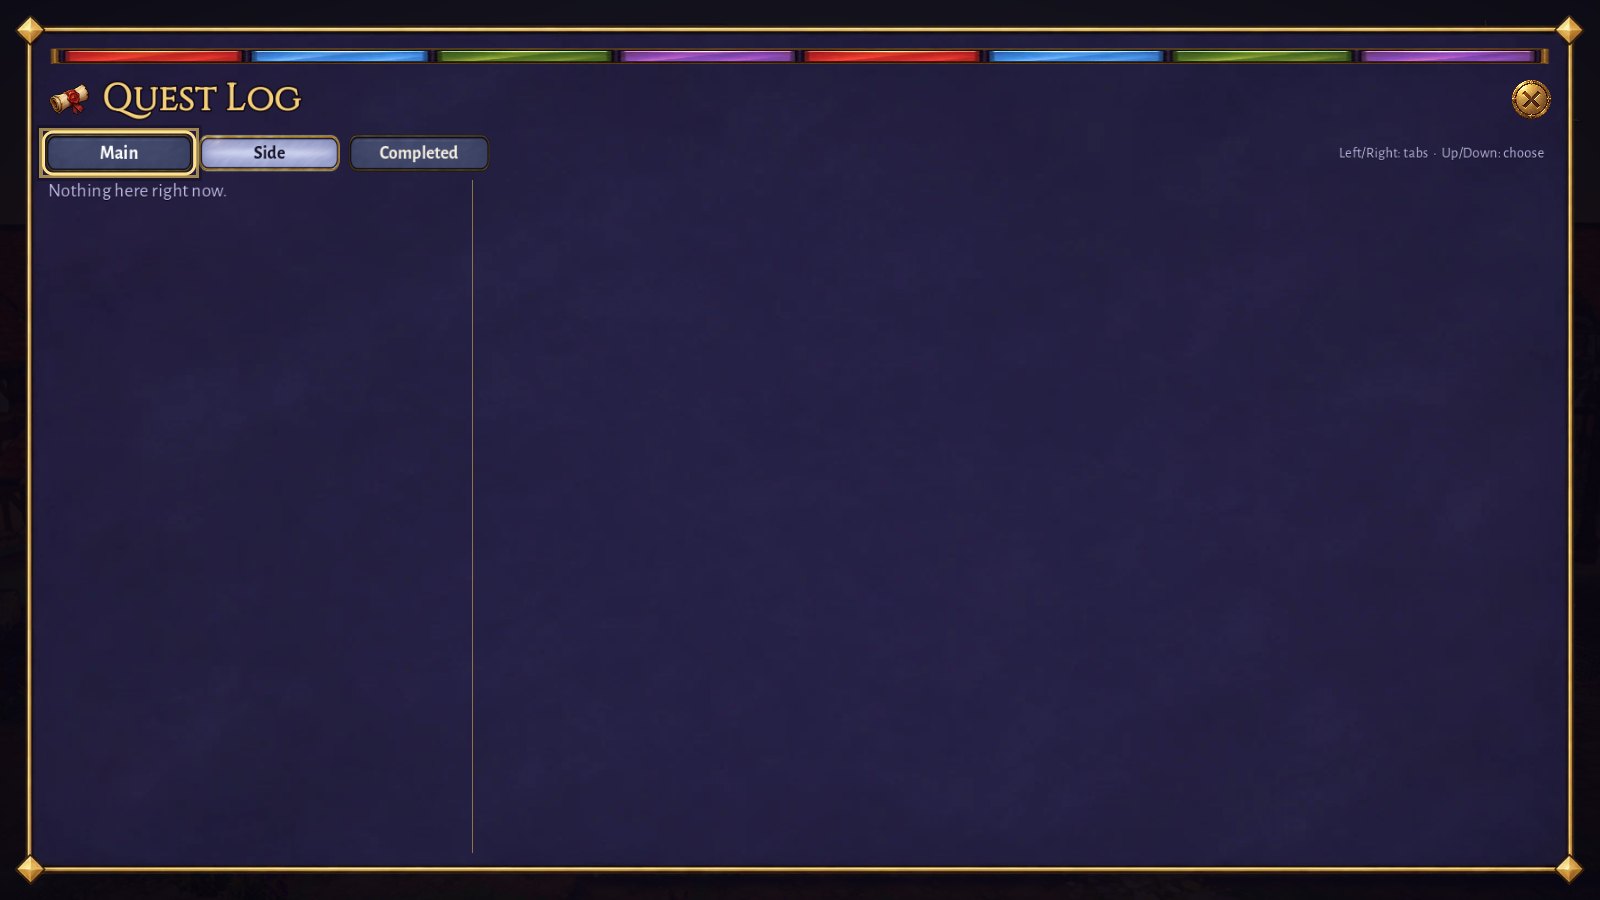 Quest Log
Main
Side
Completed
Left/Right: tabs · Up/Down: choose
Nothing here right now.